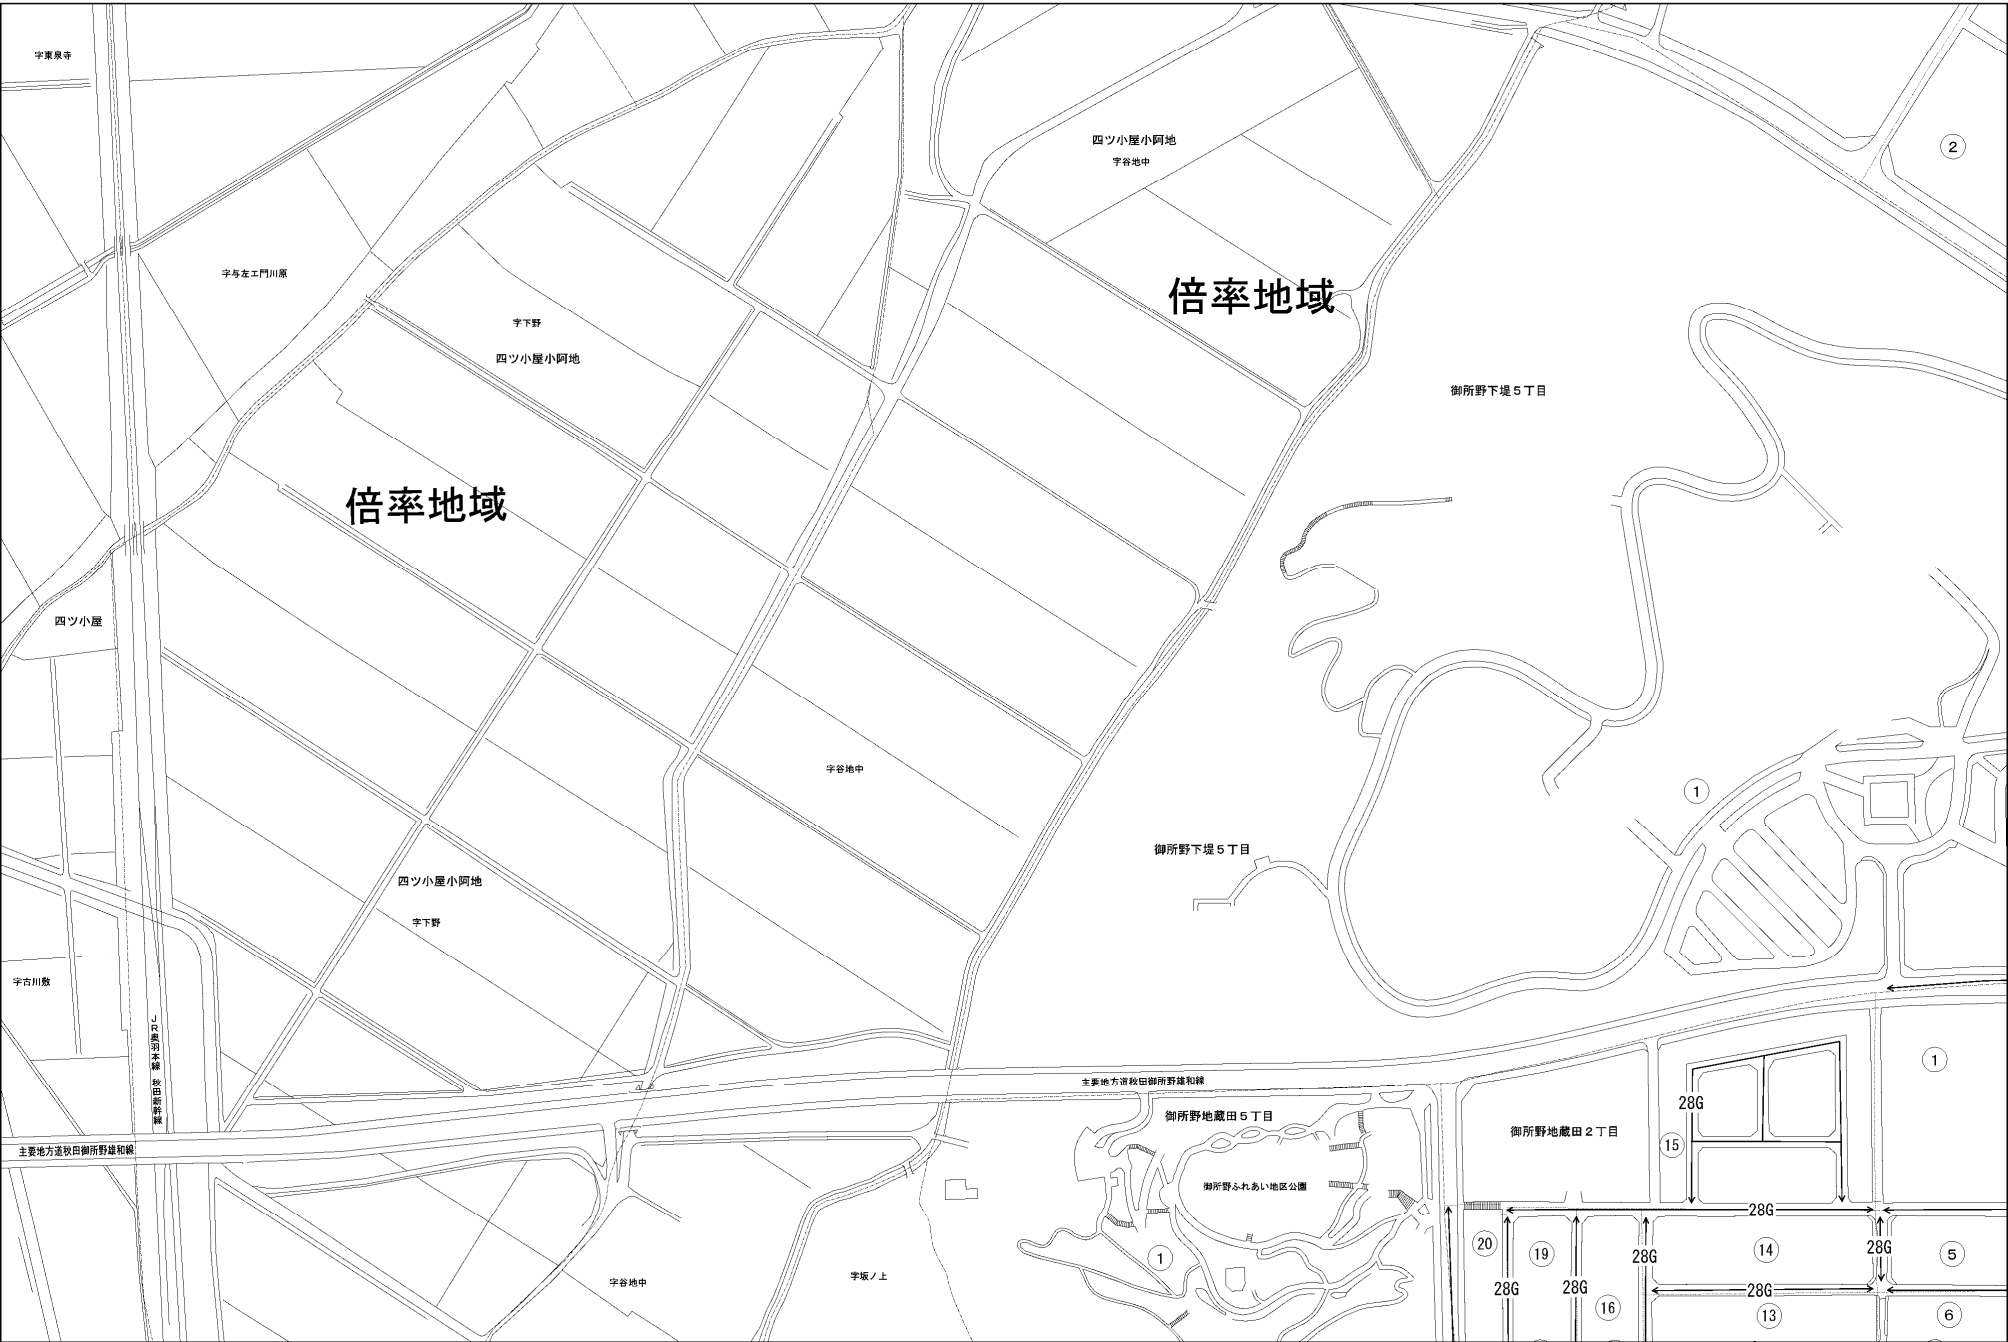 字東泉寺
四ツ小屋小阿地
字谷地中
②
字与左エ門川原
倍率地域
字下野
四ツ小屋小阿地
御所野下堤５丁目
倍率地域
四ツ小屋
字谷地中
①
御所野下堤５丁目
四ツ小屋小阿地
字下野
字古川敷
JR奥羽本線 秋田新幹線
主要地方道秋田御所野雄和線
①
28G
御所野地蔵田５丁目
御所野地蔵田２丁目
⑮
主要地方道秋田御所野雄和線
御所野ふれあい地区公園
28G
⑳
⑲
28G
⑭
28G
⑤
①
字坂ノ上
字谷地中
28G
28G
28G
⑯
⑬
⑥